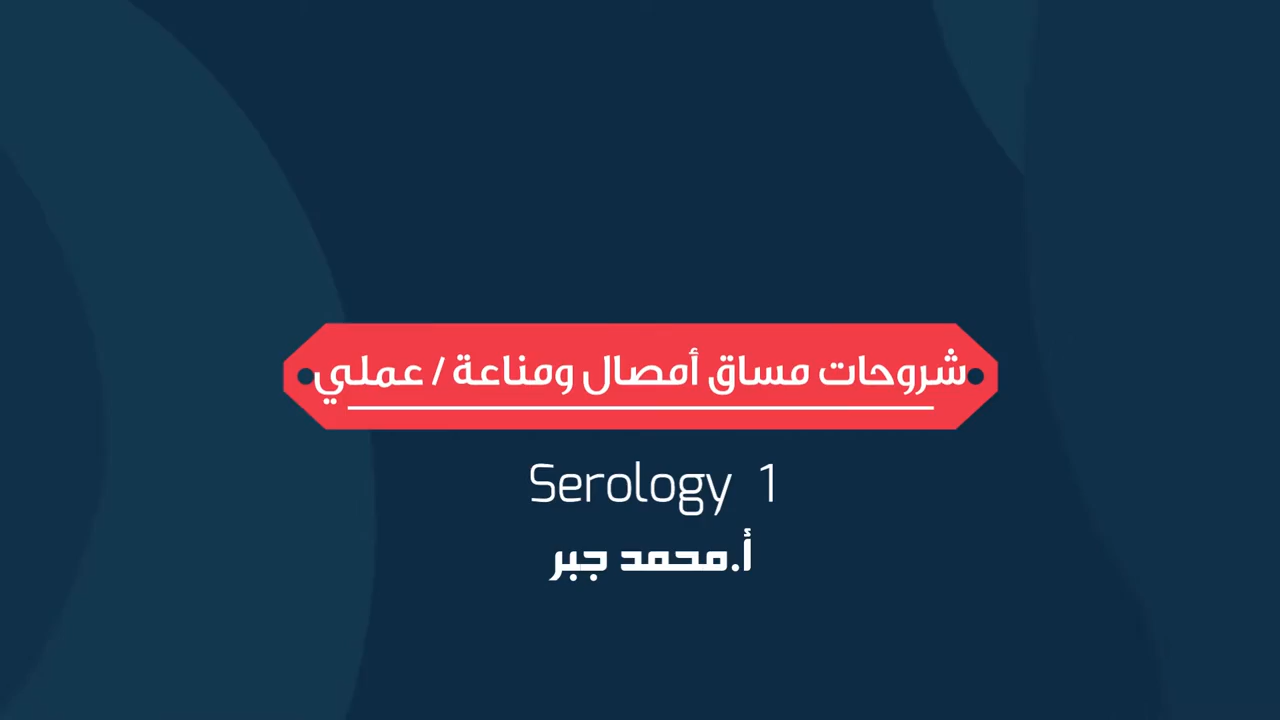 شروحات مساق أمصال ومناعة / عملي
Serology 1
أ.محمد جبر